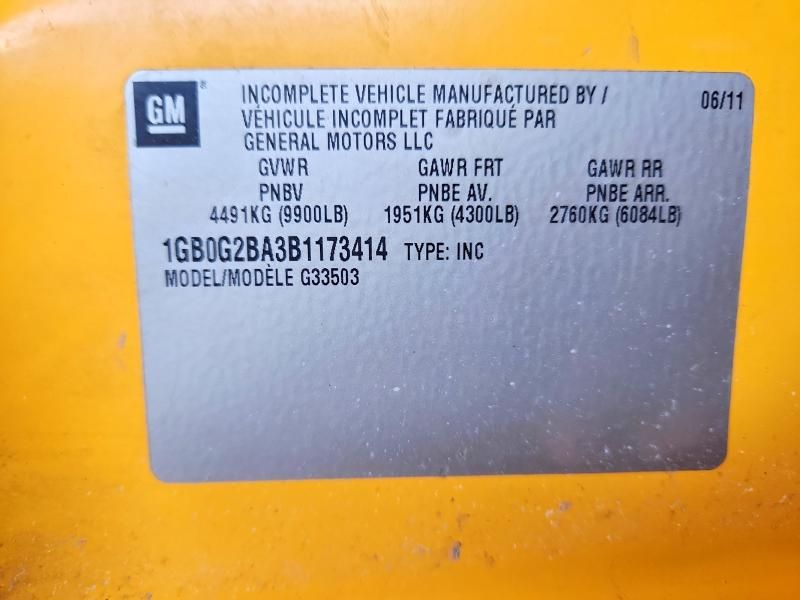 GM ® INCOMPLETE VEHICLE MANUFACTURED BY / 06/11
VÉHICULE INCOMPLET FABRIQUÉ PAR
GENERAL MOTORS LLC
GVWR GAWR FRT GAWR RR
PNBV PNBE AV. PNBE ARR.
4491KG (9900LB) 1951KG (4300LB) 2760KG (6084LB)
1GB0G2BA3B1173414 TYPE: INC
MODEL/MODÈLE G33503